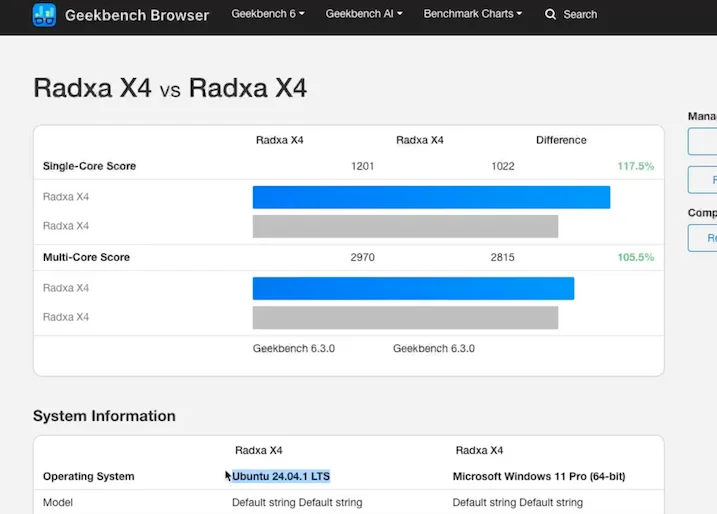 Geekbench Browser Geekbench 6 Geekbench AI Benchmark Charts Search
Radxa X4 vs Radxa X4
Radxa X4 Radxa X4 Difference
Single-Core Score 1201 1022 117.5%
Radxa X4
Radxa X4
Multi-Core Score 2970 2815 105.5%
Radxa X4
Radxa X4
Geekbench 6.3.0 Geekbench 6.3.0
System Information
Radxa X4 Radxa X4
Operating System Ubuntu 24.04.1 LTS Microsoft Windows 11 Pro (64-bit)
Model Default string Default string Default string Default string